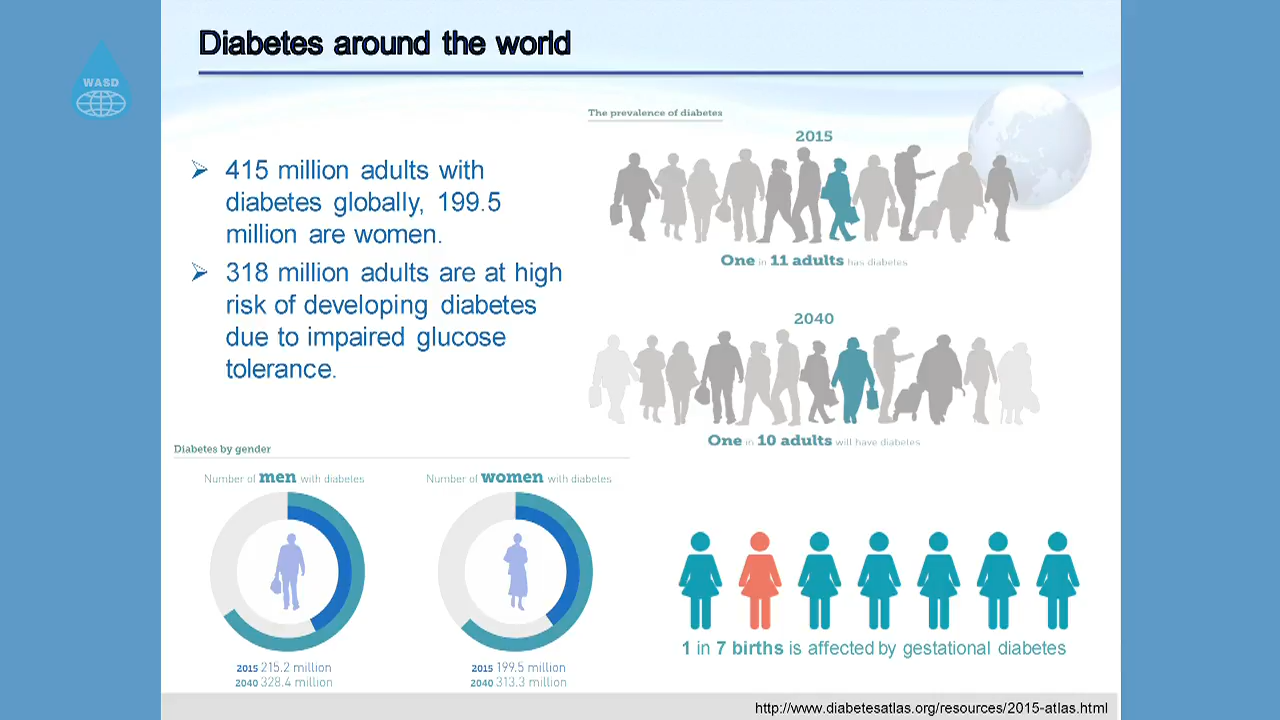 Diabetes around the world
WASD
415 million adults with
diabetes globally, 199.5
million are women.
318 million adults are at high
risk of developing diabetes
due to impaired glucose
tolerance.
The prevalence of diabetes
2015
One in 11 adults has diabetes
2040
One in 10 adults will have diabetes
Diabetes by gender
Number of men with diabetes
2015 215.2 million
2040 328.4 million
Number of women with diabetes
2015 199.5 million
2040 313.3 million
1 in 7 births is affected by gestational diabetes
http://www.diabetesatlas.org/resources/2015-atlas.html